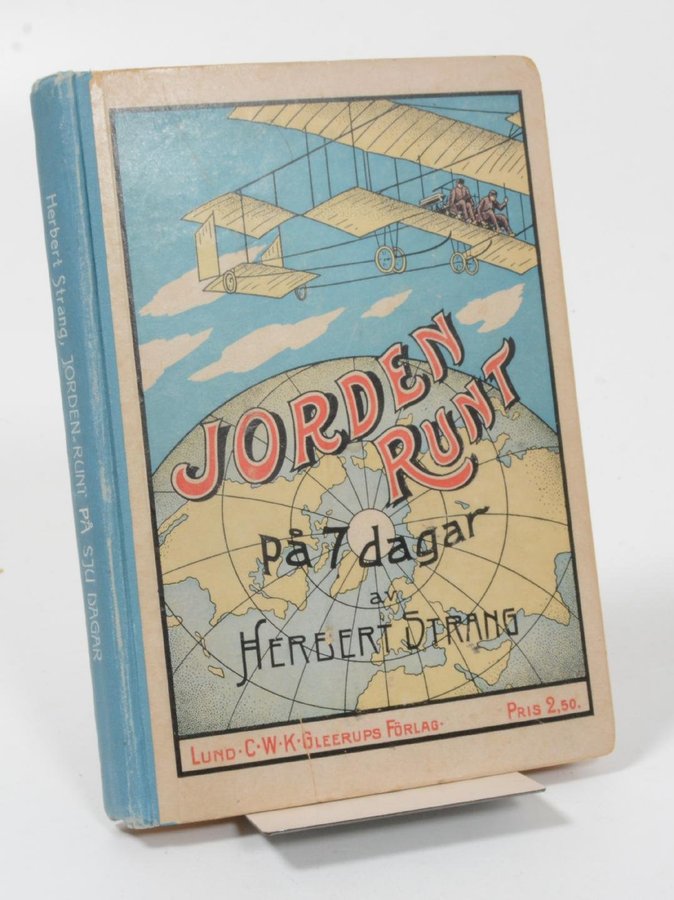 Herbert Strang, JORDEN RUNT PÅ SJU DAGAR
JORDEN
RUNT
på 7 dagar
av
HERBERT STRANG
LUND·C·W·K·GLEERUPS FÖRLAG·
PRIS 2,50.